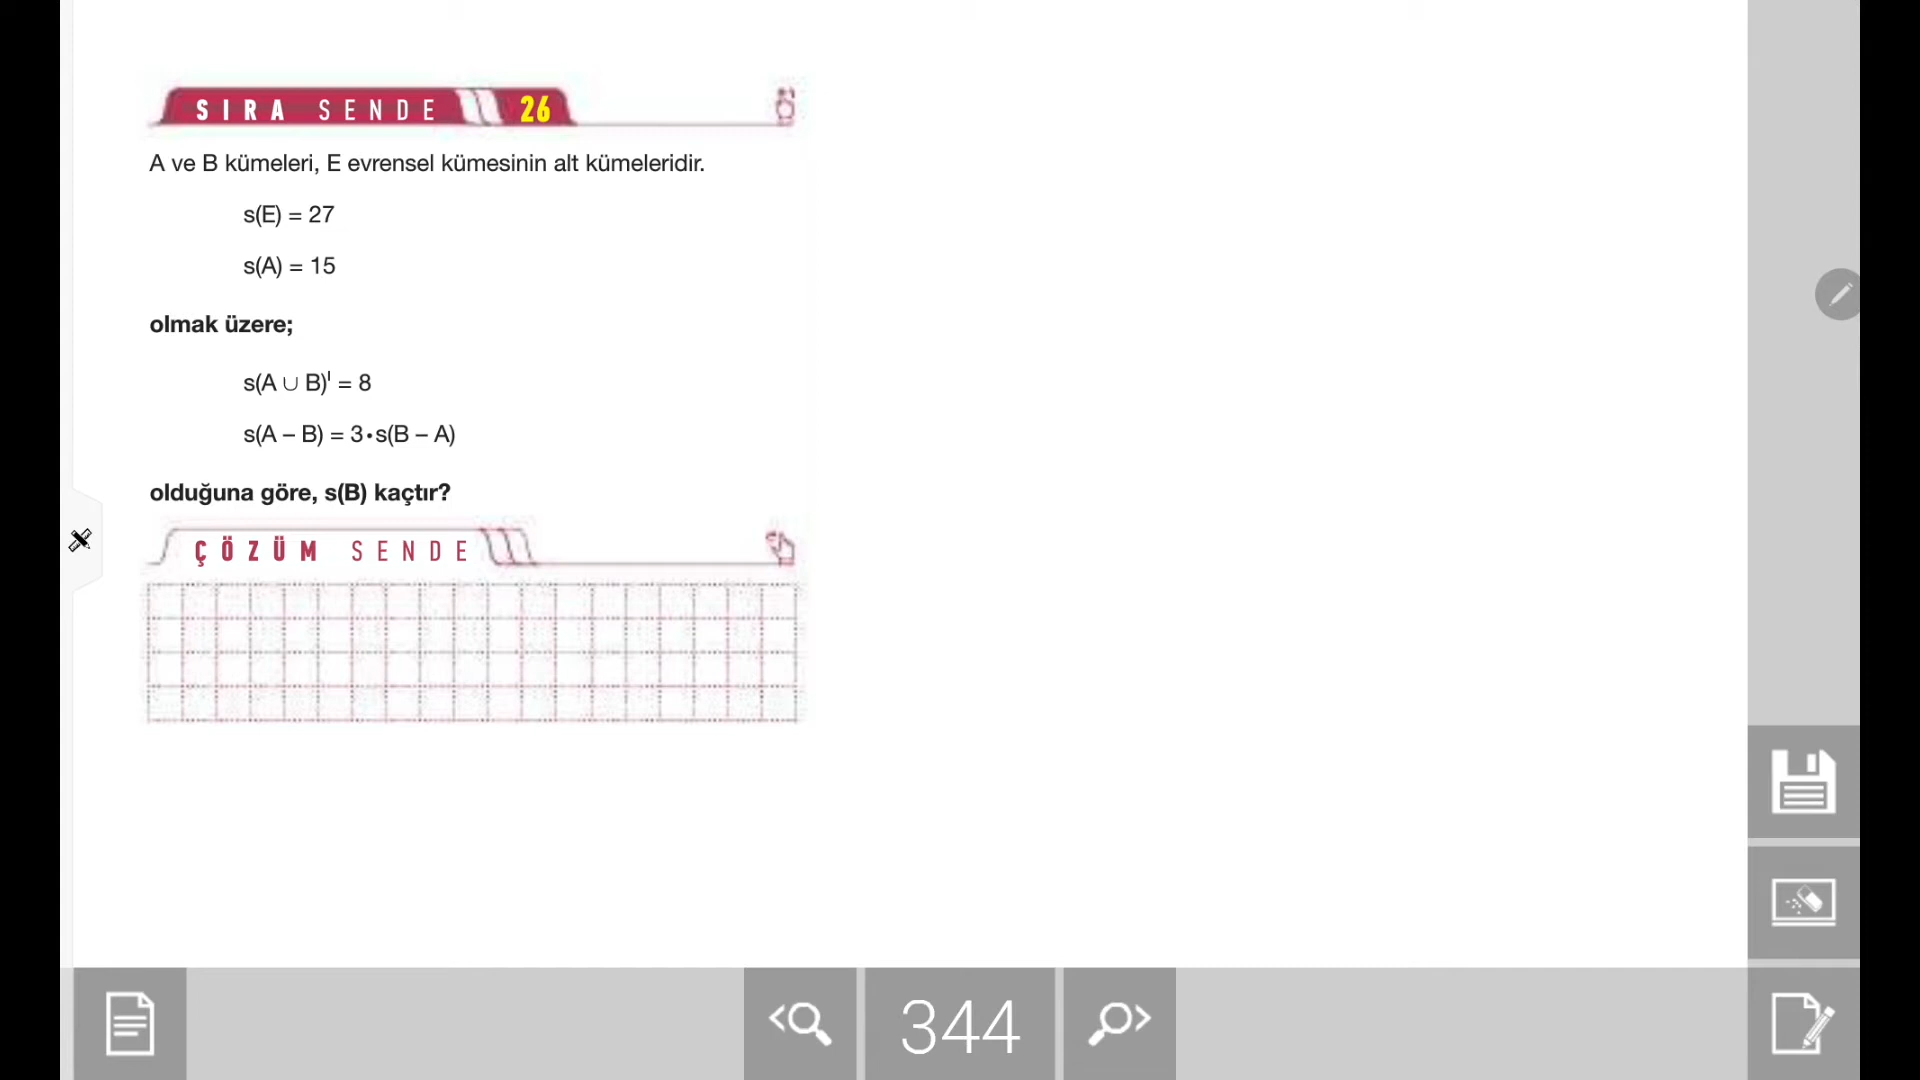 SIRA SENDE 26
A ve B kümeleri, E evrensel kümesinin alt kümeleridir.
s(E) = 27
s(A) = 15
olmak üzere;
s(A ∪ B)ᴵ = 8
s(A – B) = 3•s(B – A)
olduğuna göre, s(B) kaçtır?
ÇÖZÜM SENDE
344